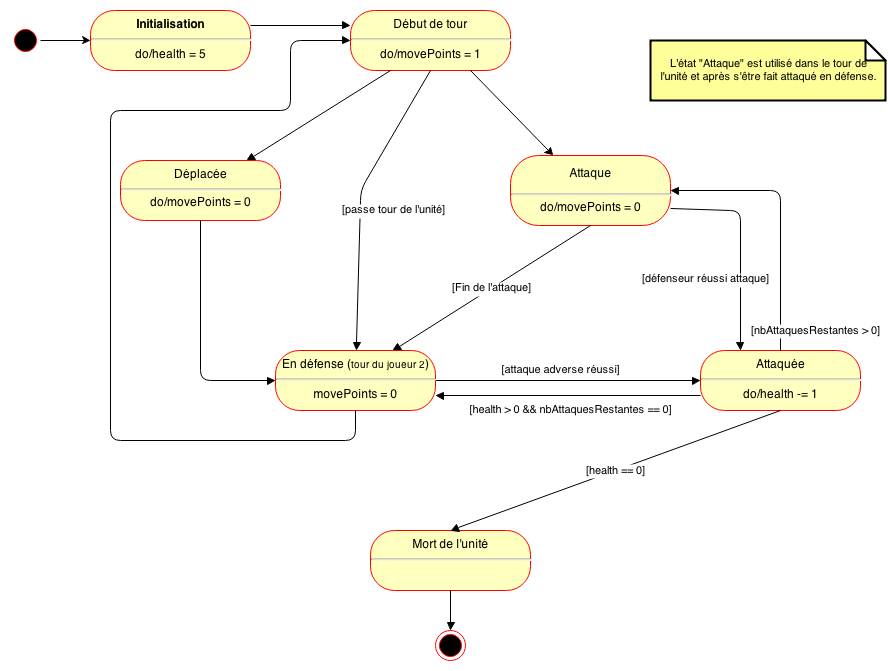 Initialisation
do/health = 5
Début de tour
do/movePoints = 1
L'état "Attaque" est utilisé dans le tour de
l'unité et après s'être fait attaqué en défense.
Déplacée
do/movePoints = 0
[passe tour de l'unité]
Attaque
do/movePoints = 0
[Fin de l'attaque]
[défenseur réussi attaque]
[nbAttaquesRestantes > 0]
En défense (tour du joueur 2)
movePoints = 0
[attaque adverse réussi]
[health > 0 && nbAttaquesRestantes == 0]
Attaquée
do/health -= 1
[health == 0]
Mort de l'unité